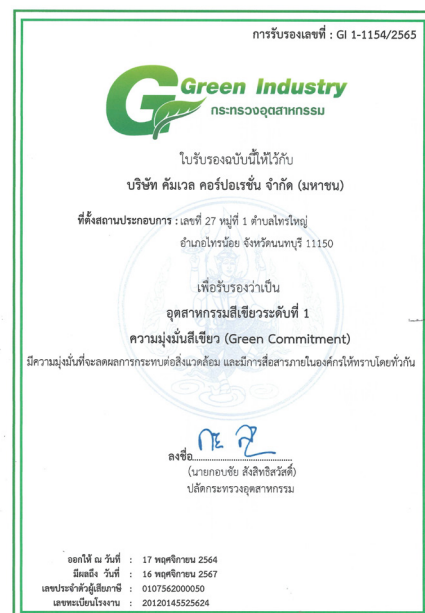 การรับรองเลขที่ : GI 1-1154/2565
Green Industry
กระทรวงอุตสาหกรรม
ใบรับรองฉบับนี้ให้ไว้กับ
บริษัท คัมเวล คอร์ปอเรชั่น จำกัด (มหาชน)
ที่ตั้งสถานประกอบการ : เลขที่ 27 หมู่ที่ 1 ตำบลไทรใหญ่
อำเภอไทรน้อย จังหวัดนนทบุรี 11150
เพื่อรับรองว่าเป็น
อุตสาหกรรมสีเขียวระดับที่ 1
ความมุ่งมั่นสีเขียว (Green Commitment)
มีความมุ่งมั่นที่จะลดผลการกระทบต่อสิ่งแวดล้อม และมีการสื่อสารภายในองค์กรให้ทราบโดยทั่วกัน
ลงชื่อ
(นายกอบชัย สังสิทธิสวัสดิ์)
ปลัดกระทรวงอุตสาหกรรม
ออกให้ ณ วันที่ : 17 พฤศจิกายน 2564
มีผลถึง วันที่ : 16 พฤศจิกายน 2567
เลขประจำตัวผู้เสียภาษี : 0107562000050
เลขทะเบียนโรงงาน : 20120145525624